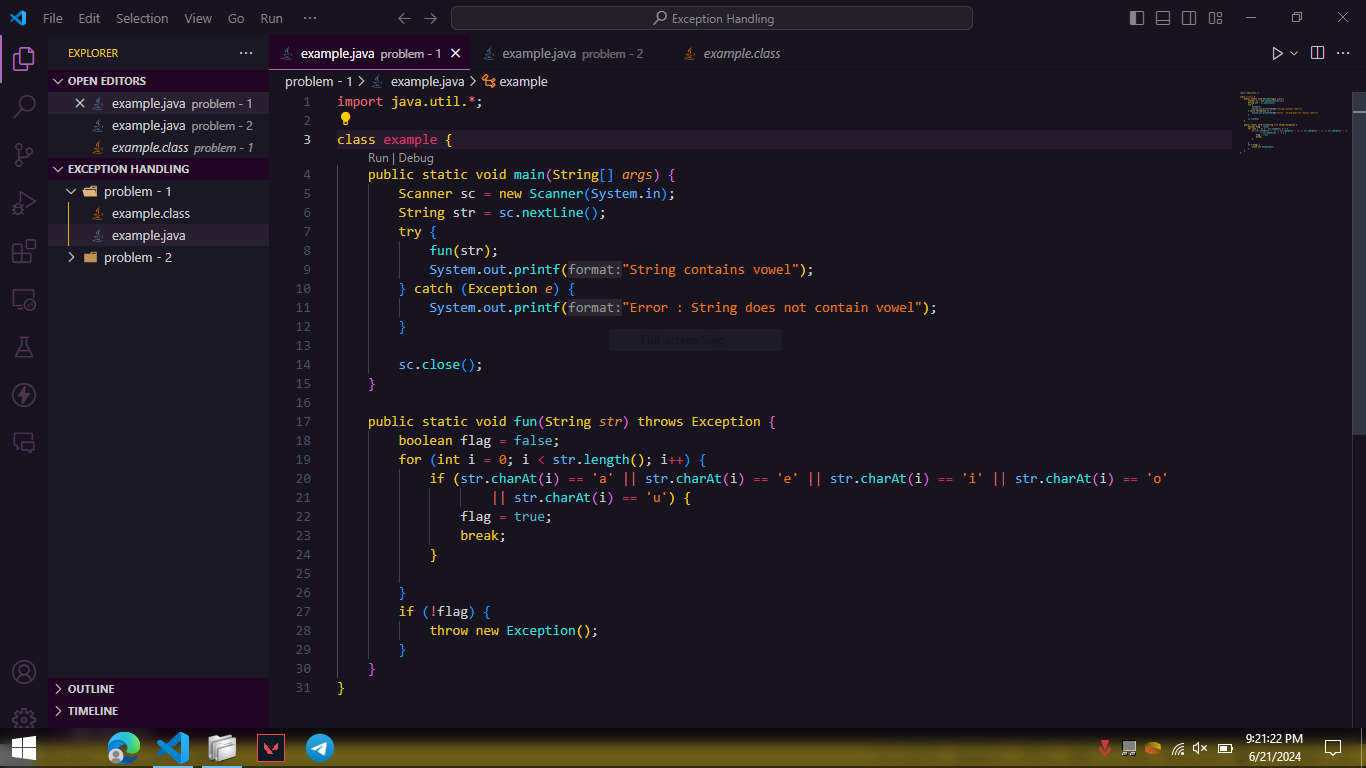 File Edit Selection View Go Run ··· Exception Handling
EXPLORER ···
OPEN EDITORS
example.java problem - 1
example.java problem - 2
example.class problem - 1
EXCEPTION HANDLING
problem - 1
example.class
example.java
problem - 2
OUTLINE
TIMELINE
example.java problem - 1 example.java problem - 2 example.class
problem - 1 > example.java > example
1 import java.util.*;
2
3 class example {
Run | Debug
4 public static void main(String[] args) {
5 Scanner sc = new Scanner(System.in);
6 String str = sc.nextLine();
7 try {
8 fun(str);
9 System.out.printf(format:"String contains vowel");
10 } catch (Exception e) {
11 System.out.printf(format:"Error : String does not contain vowel");
12 }
Full-screen Snip
13
14 sc.close();
15 }
16
17 public static void fun(String str) throws Exception {
18 boolean flag = false;
19 for (int i = 0; i < str.length(); i++) {
20 if (str.charAt(i) == 'a' || str.charAt(i) == 'e' || str.charAt(i) == 'i' || str.charAt(i) == 'o'
21 || str.charAt(i) == 'u') {
22 flag = true;
23 break;
24 }
25
26 }
27 if (!flag) {
28 throw new Exception();
29 }
30 }
31 }
9:21:22 PM
6/21/2024